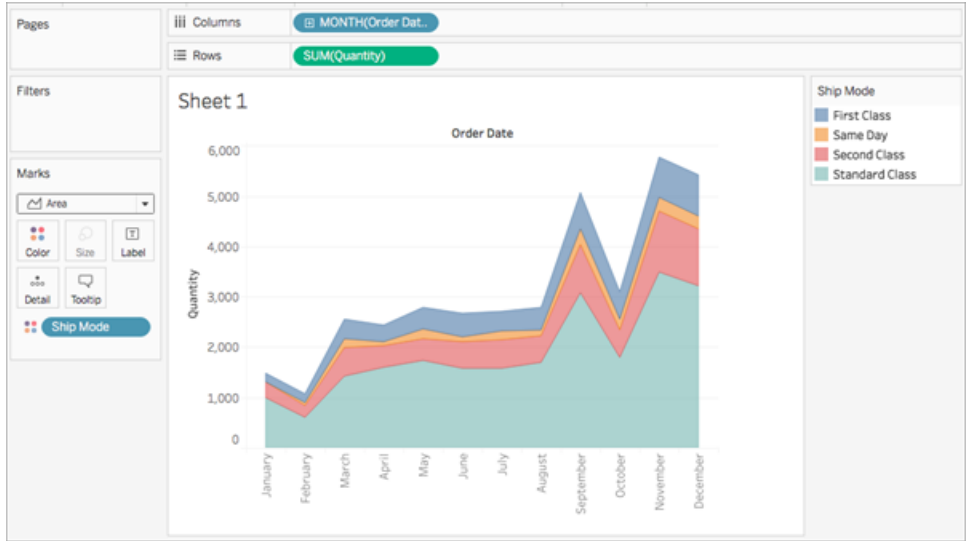 Pages
Columns
MONTH(Order Dat..
Rows
SUM(Quantity)
Filters
Marks
Area
Color
Size
Label
Detail
Tooltip
Ship Mode
Sheet 1
Order Date
Quantity
6,000
5,000
4,000
3,000
2,000
1,000
0
January
February
March
April
May
June
July
August
September
October
November
December
Ship Mode
First Class
Same Day
Second Class
Standard Class